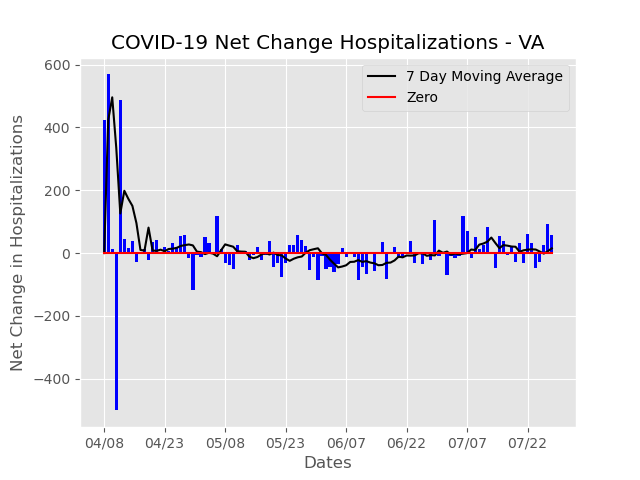 COVID-19 Net Change Hospitalizations - VA
7 Day Moving Average
Zero
Net Change in Hospitalizations
600
400
200
0
−200
−400
04/08 04/23 05/08 05/23 06/07 06/22 07/07 07/22
Dates